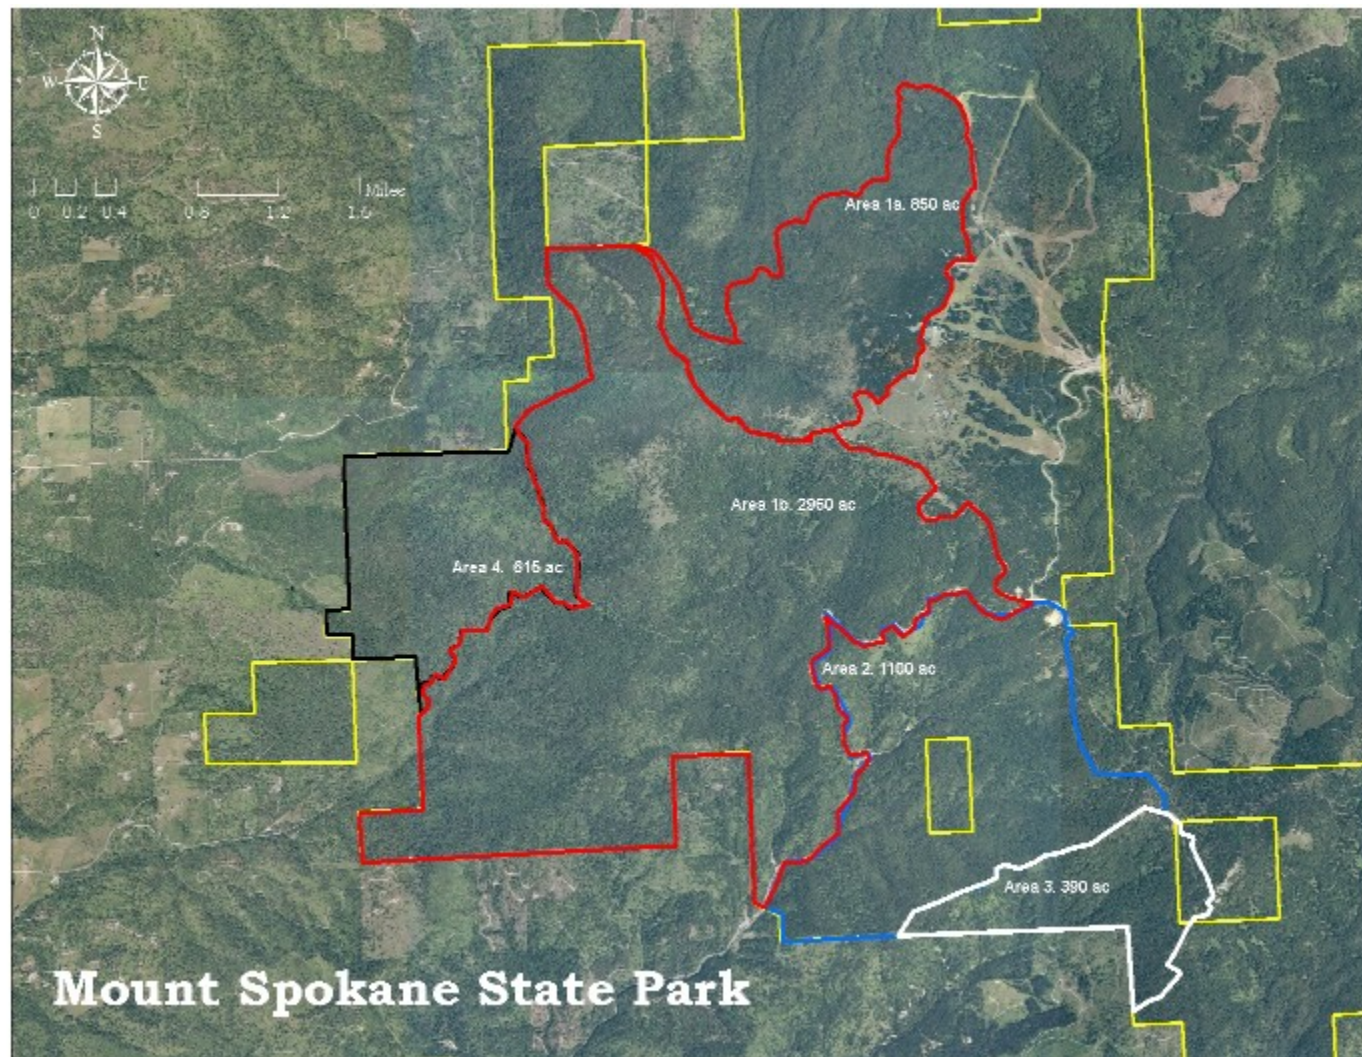 N
W E
S
Miles
0 0.2 0.4 0.8 1.2 1.6
Area 1a. 850 ac
Area 1b. 2960 ac
Area 4. 615 ac
Area 2. 1100 ac
Area 3. 390 ac
Mount Spokane State Park